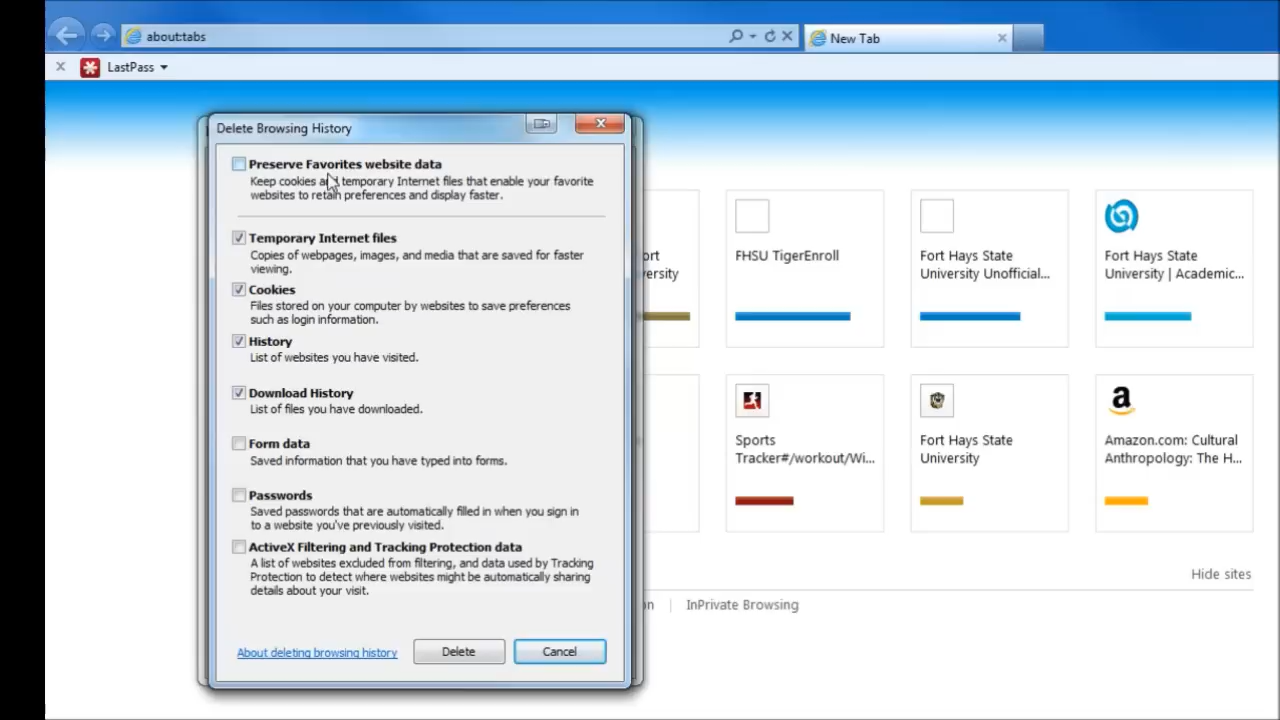 about:tabs
New Tab
LastPass
Delete Browsing History
Preserve Favorites website data
Keep cookies and temporary Internet files that enable your favorite
websites to retain preferences and display faster.
Temporary Internet files
Copies of webpages, images, and media that are saved for faster
viewing.
Cookies
Files stored on your computer by websites to save preferences
such as login information.
History
List of websites you have visited.
Download History
List of files you have downloaded.
Form data
Saved information that you have typed into forms.
Passwords
Saved passwords that are automatically filled in when you sign in
to a website you've previously visited.
ActiveX Filtering and Tracking Protection data
A list of websites excluded from filtering, and data used by Tracking
Protection to detect where websites might be automatically sharing
details about your visit.
About deleting browsing history
Delete
Cancel
FHSU TigerEnroll
Fort Hays State
University Unofficial...
Fort Hays State
University | Academic...
Sports
Tracker#/workout/Wi...
Fort Hays State
University
Amazon.com: Cultural
Anthropology: The H...
Hide sites
InPrivate Browsing